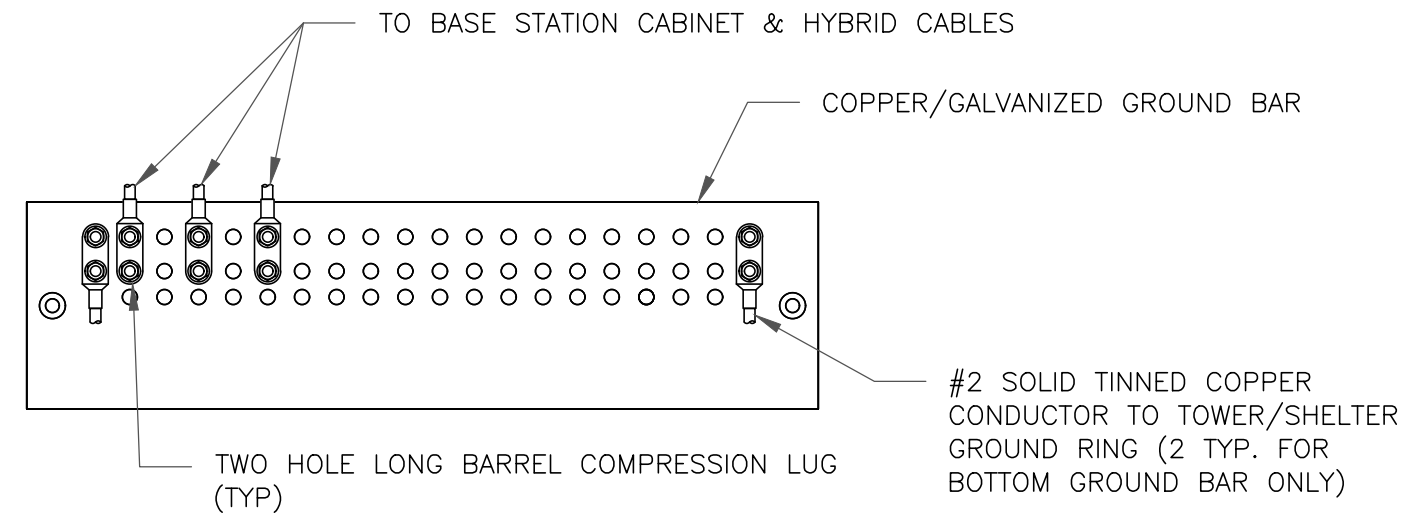 TO BASE STATION CABINET & HYBRID CABLES
COPPER/GALVANIZED GROUND BAR
#2 SOLID TINNED COPPER
CONDUCTOR TO TOWER/SHELTER
GROUND RING (2 TYP. FOR
BOTTOM GROUND BAR ONLY)
TWO HOLE LONG BARREL COMPRESSION LUG
(TYP)